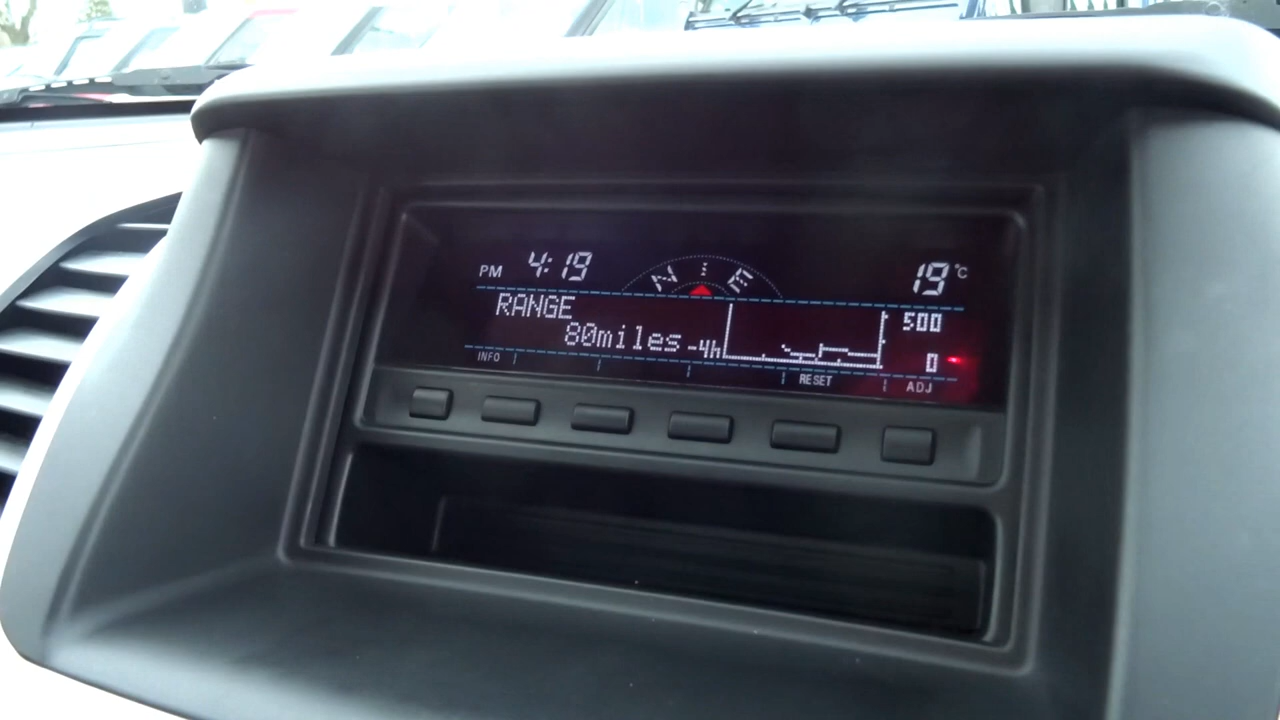 PM 4:19 N E 19°C
RANGE 500
80miles -4h 0
INFO RESET ADJ